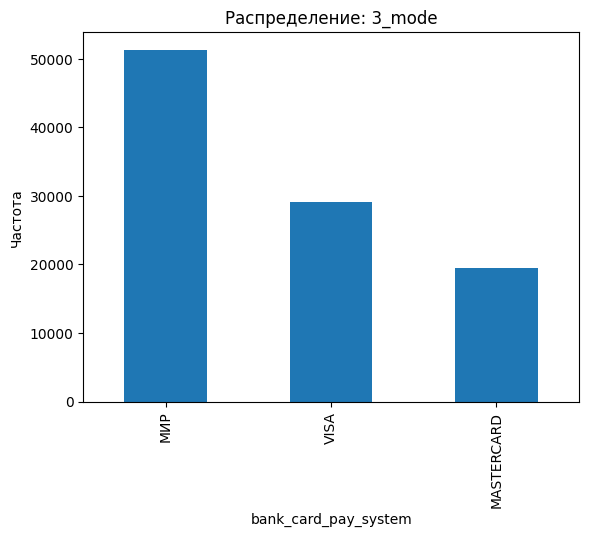 Распределение: 3_mode
Частота
50000
40000
30000
20000
10000
0
МИР
VISA
MASTERCARD
bank_card_pay_system